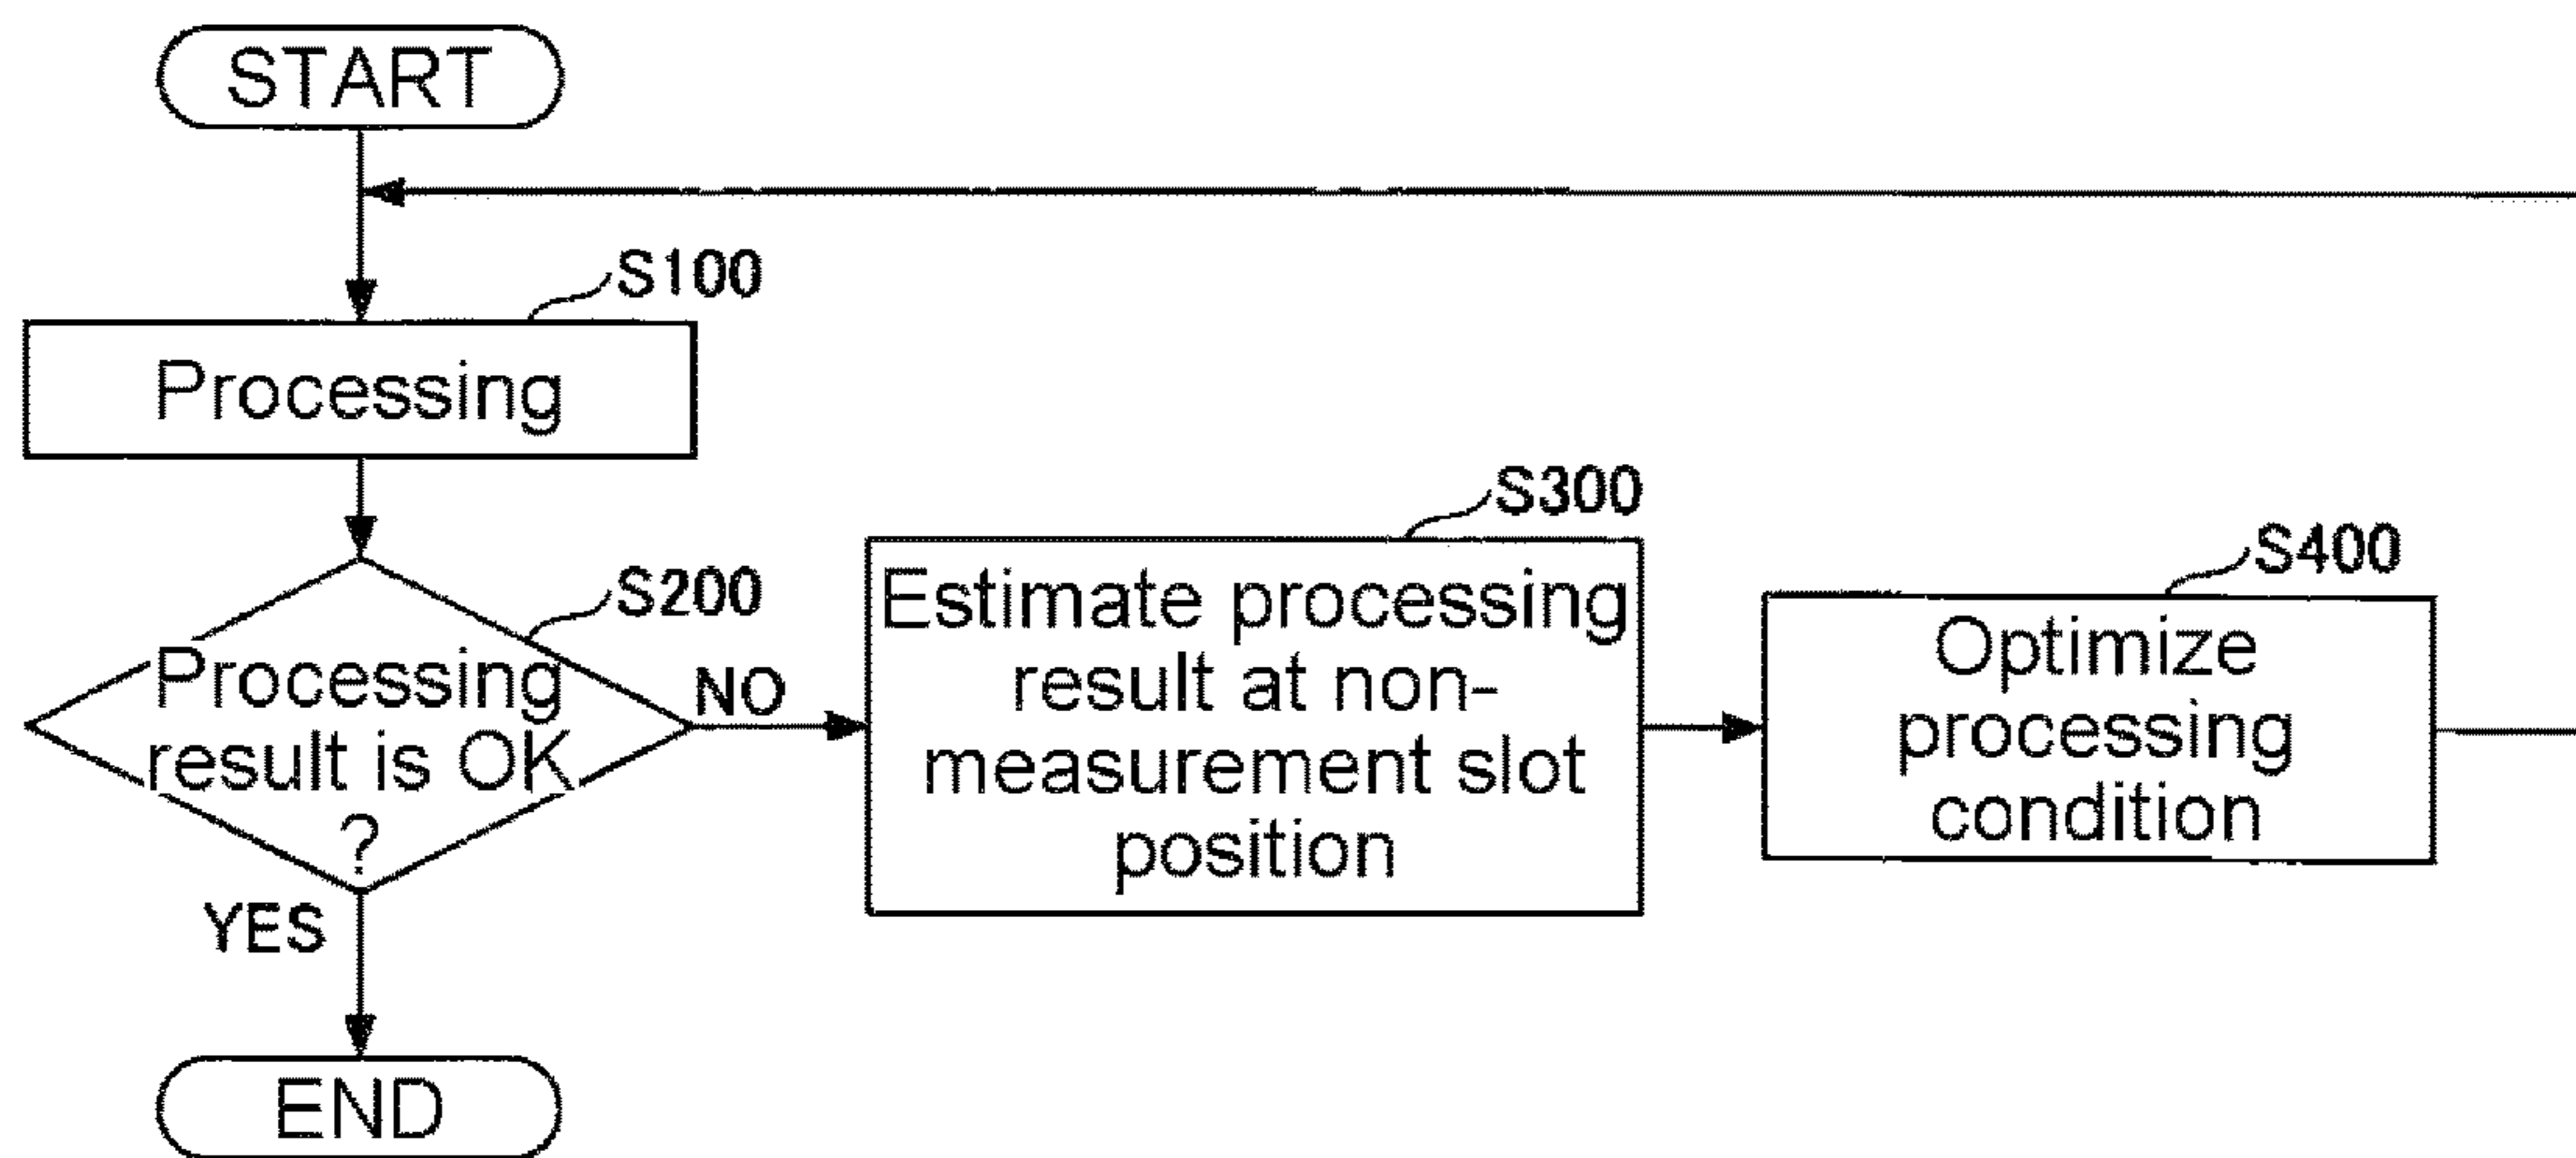 START
S100
Processing
S200
Processing
result is OK
?
NO
YES
S300
Estimate processing
result at non-
measurement slot
position
S400
Optimize
processing
condition
END